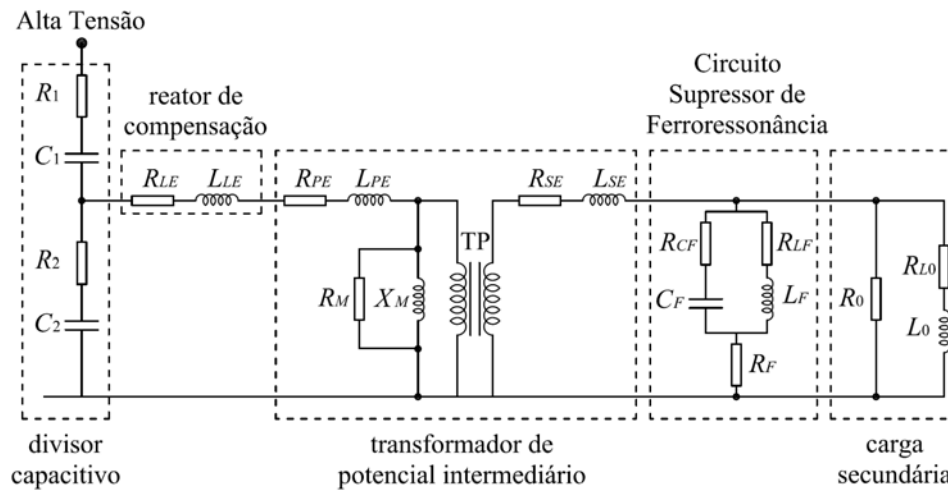 Alta Tensão
R1
C1
R2
C2
divisor
capacitivo
reator de
compensação
RLE
LLE
RPE
LPE
RM
XM
TP
RSE
LSE
transformador de
potencial intermediário
Circuito
Supressor de
Ferroressonância
RCF
RLF
CF
LF
RF
R0
RL0
L0
carga
secundária